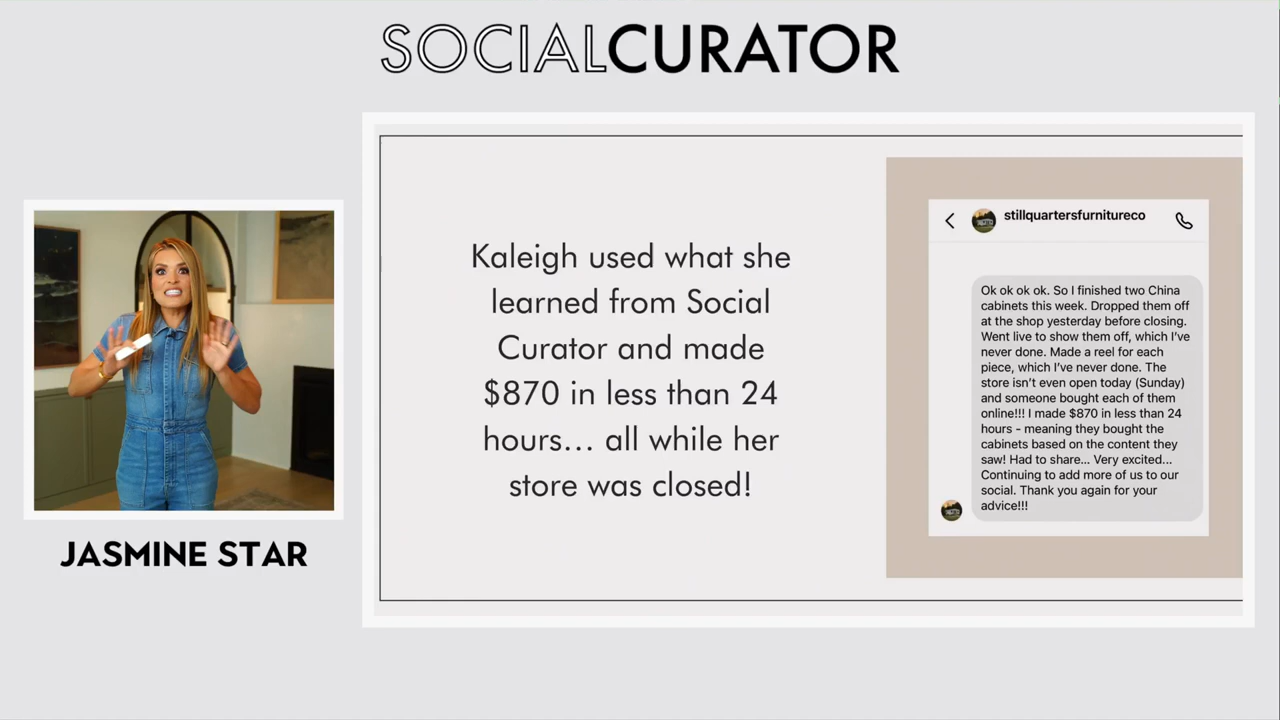 SOCIALCURATOR
Kaleigh used what she
learned from Social
Curator and made
$870 in less than 24
hours... all while her
store was closed!
stillquartersfurnitureco
Ok ok ok ok. So I finished two China
cabinets this week. Dropped them off
at the shop yesterday before closing.
Went live to show them off, which I've
never done. Made a reel for each
piece, which I've never done. The
store isn't even open today (Sunday)
and someone bought each of them
online!!! I made $870 in less than 24
hours - meaning they bought the
cabinets based on the content they
saw! Had to share... Very excited...
Continuing to add more of us to our
social. Thank you again for your
advice!!!
JASMINE STAR